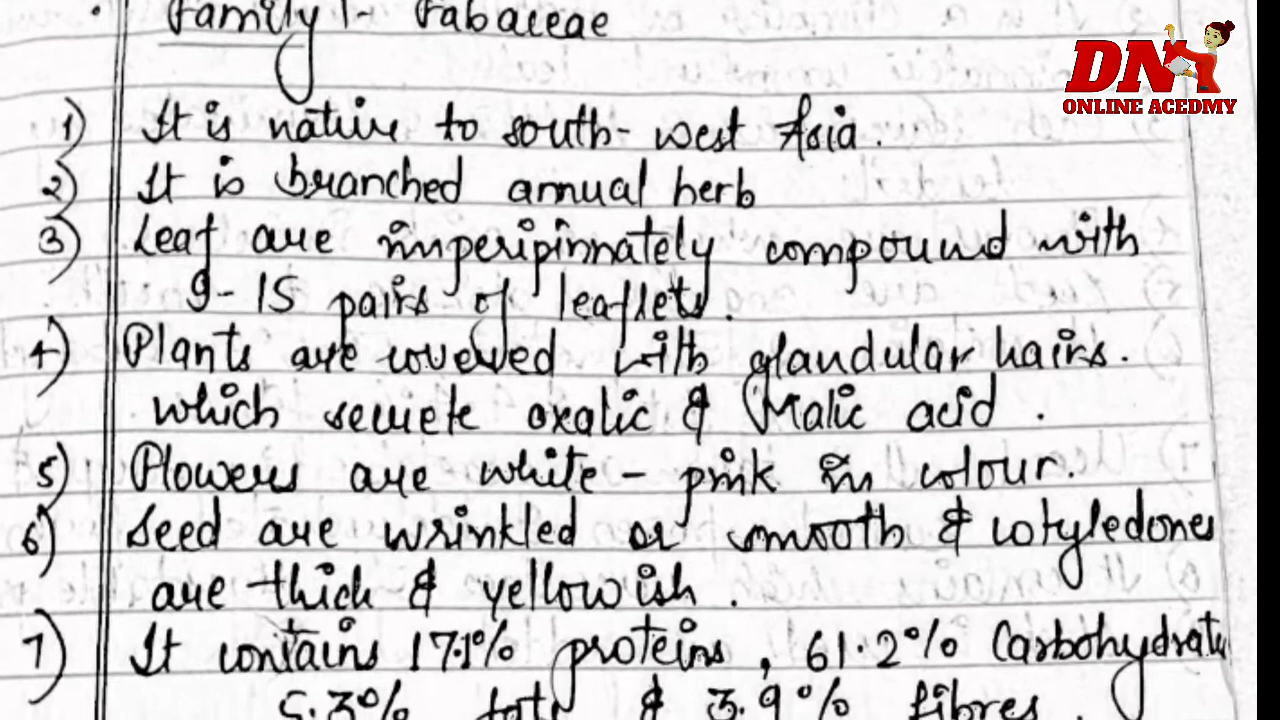 Family :- Fabaceae
DN
ONLINE ACEDMY
1) It is native to south-west Asia.
2) It is branched annual herb
3) Leaf are imperipinnately compound with
9-15 pairs of leaflets.
4) Plants are covered with glandular hairs.
which secrete oxalic & Malic acid.
5) Flowers are white - pink in colour.
6) Seed are wrinkled or smooth & cotyledones
are thick & yellowish.
7) It contains 17.1% proteins, 61.2% Carbohydrate
5.3% fats & 3.9% fibres.